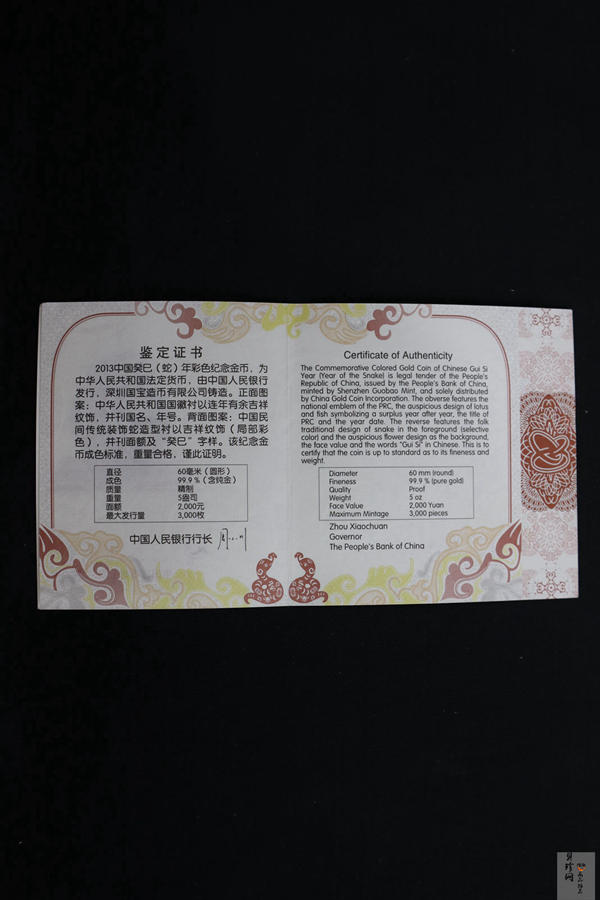 鉴定证书
2013中国癸巳（蛇）年彩色纪念金币，为
中华人民共和国法定货币，由中国人民银行
发行，深圳国宝造币有限公司铸造。正面图
案：中华人民共和国国徽衬以连年有余吉祥
纹饰，并刊国名、年号。背面图案：中国民
间传统装饰蛇造型衬以吉祥纹饰（局部彩
色），并刊面额及“癸巳”字样。该纪念金
币成色标准，重量合格，谨此证明。
直径 60毫米（圆形）
成色 99.9％（含纯金）
质量 精制
重量 5盎司
面额 2,000元
最大发行量 3,000枚
中国人民银行行长
Certificate of Authenticity
The Commemorative Colored Gold Coin of Chinese Gui Si
Year (Year of the Snake) is legal tender of the People's
Republic of China, issued by the People's Bank of China,
minted by Shenzhen Guobao Mint, and solely distributed
by China Gold Coin Incorporation. The obverse features the
national emblem of the PRC, the auspicious design of lotus
and fish symbolizing a surplus year after year, the title of
PRC and the year date. The reverse features the folk
traditional design of snake in the foreground (selective
color) and the auspicious flower design as the background,
the face value and the words "Gui Si" in Chinese. This is to
certify that the coin is up to standard as to its fineness and
weight.
Diameter 60 mm (round)
Fineness 99.9 % (pure gold)
Quality Proof
Weight 5 oz
Face Value 2,000 Yuan
Maximum Mintage 3,000 pieces
Zhou Xiaochuan
Governor
The People's Bank of China